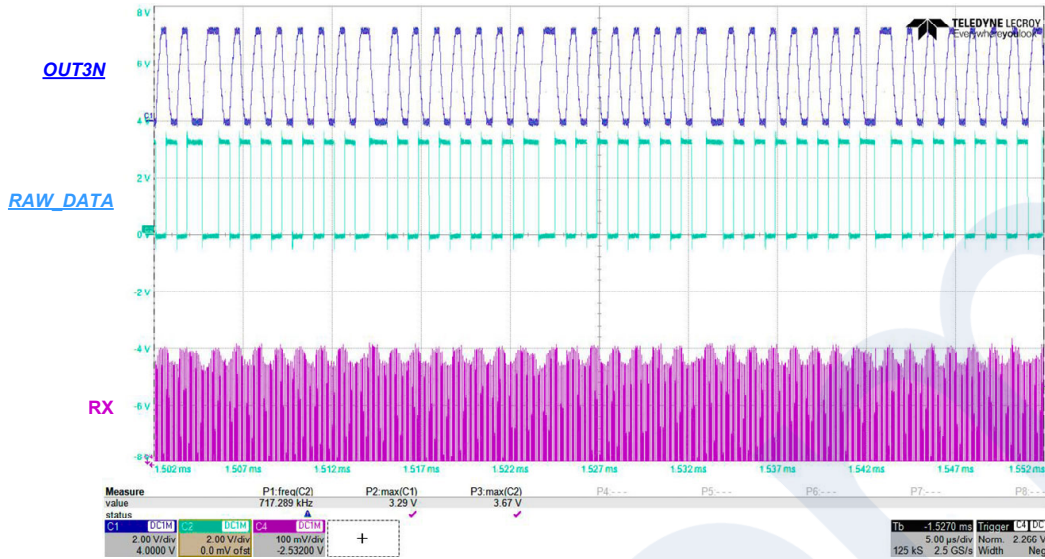 8 V
TELEDYNE LECROY
Everywhereyoulook
OUT3N
6 V
C1
4 V
2 V
RAW_DATA
0 V
-2 V
-4 V
RX
-6 V
-8 V
1.502 ms 1.507 ms 1.512 ms 1.517 ms 1.522 ms 1.527 ms 1.532 ms 1.537 ms 1.542 ms 1.547 ms 1.552 ms
Measure P1:freq(C2) P2:max(C1) P3:max(C2) P4:--- P5:--- P6:--- P7:--- P8:---
value 717.289 kHz 3.29 V 3.67 V
status
C1 DC1M C2 DC1M C4 DC1M
2.00 V/div 2.00 V/div 100 mV/div
4.0000 V 0.0 mV ofst -2.53200 V
+
Tb -1.5270 ms Trigger C4 DC
5.00 µs/div Norm. 2.266 V
125 kS 2.5 GS/s Width Neg